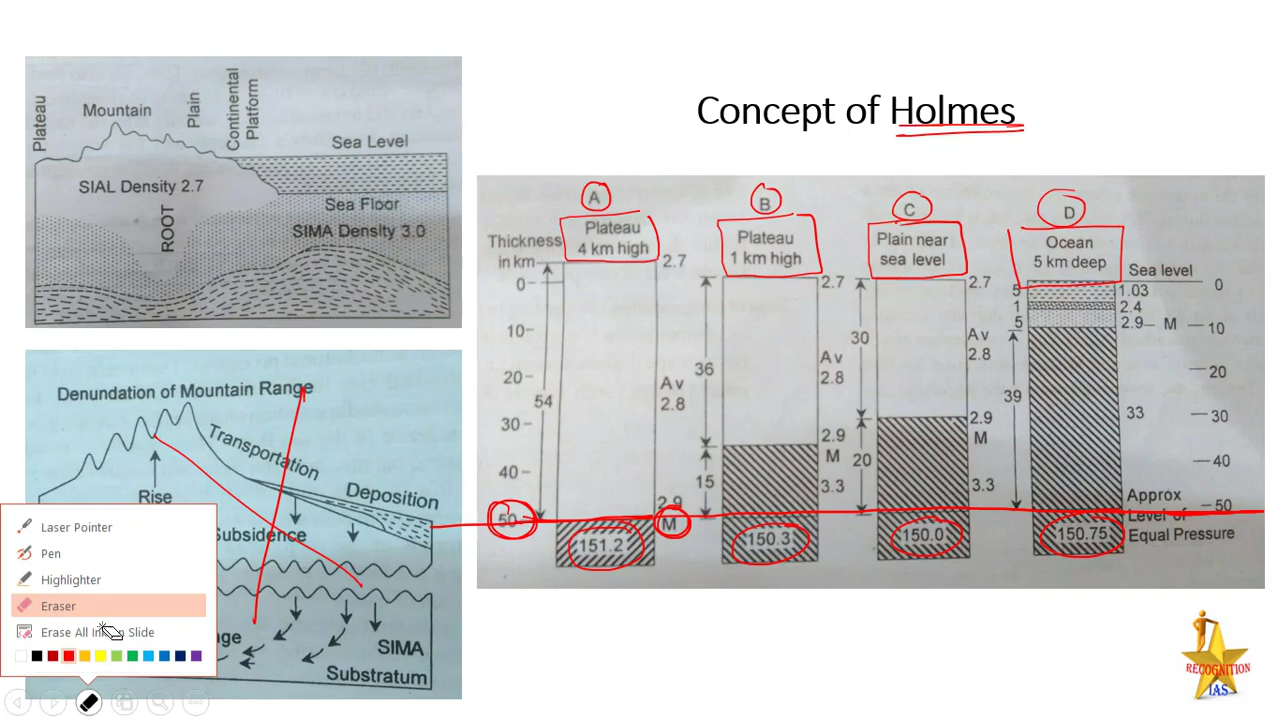 Concept of Holmes
Plateau
Mountain
Plain
Continental
Platform
Sea Level
SIAL Density 2.7
ROOT
Sea Floor
SIMA Density 3.0
A
B
C
D
Plateau
4 km high
Plateau
1 km high
Plain near
sea level
Ocean
5 km deep
Thickness
in km
Sea level
0
10
20
30
40
50
54
2.7
Av
2.8
2.9
M
151.2
36
15
2.7
Av
2.8
2.9
M
3.3
150.3
30
20
2.7
Av
2.8
2.9
M
3.3
150.0
5
1
5
39
1.03
2.4
2.9
M
33
150.75
0
10
20
30
40
50
Approx
Level of
Equal Pressure
Denundation of Mountain Range
Transportation
Deposition
Rise
Subsidence
SIMA
Substratum
Laser Pointer
Pen
Highlighter
Eraser
Erase All Ink on Slide
RECOGNITION
IAS